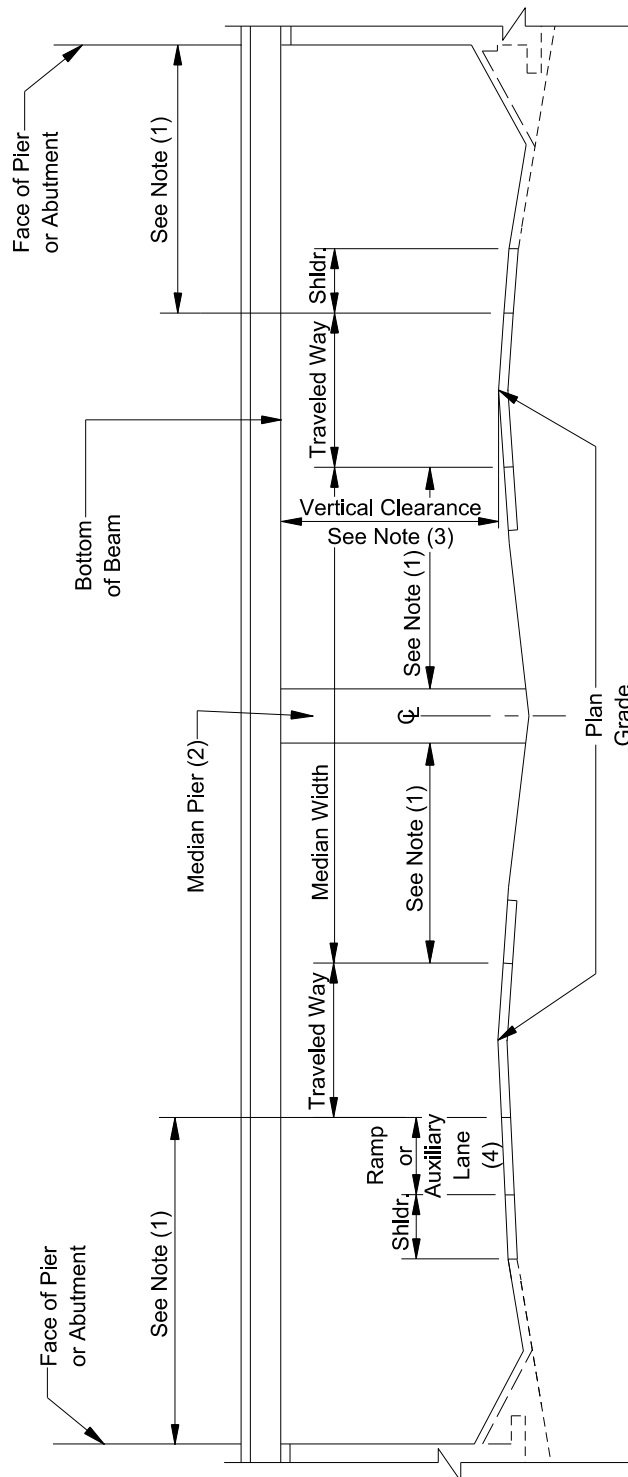 Face of Pier
or Abutment
See Note (1)
Shldr.
Ramp
or
Auxiliary
Lane
(4)
Traveled Way
Median Width
See Note (1)
Median Pier (2)
℄
See Note (1)
Vertical Clearance
See Note (3)
Bottom
of Beam
Traveled Way
Shldr.
See Note (1)
Face of Pier
or Abutment
Plan
Grade